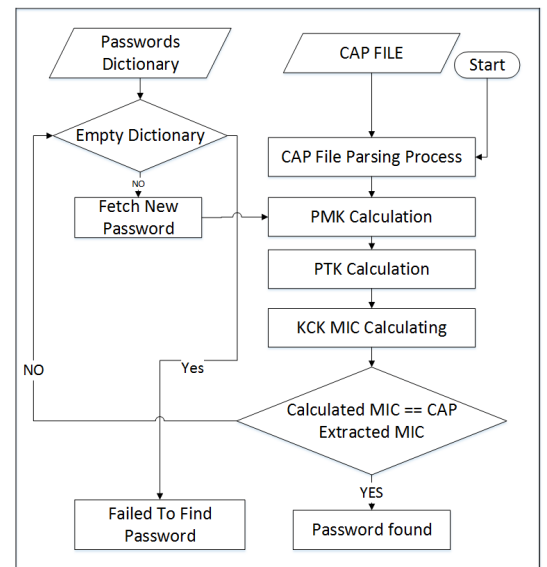 Passwords
Dictionary
CAP FILE
Start
Empty Dictionary
CAP File Parsing Process
NO
Fetch New
Password
PMK Calculation
PTK Calculation
KCK MIC Calculating
NO
Yes
Calculated MIC == CAP
Extracted MIC
YES
Failed To Find
Password
Password found